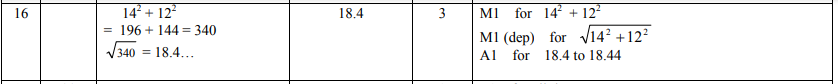 16 14² + 12² 18.4 3 M1 for 14² + 12²
= 196 + 144 = 340
M1 (dep) for √(14² + 12²)
√340 = 18.4…
A1 for 18.4 to 18.44